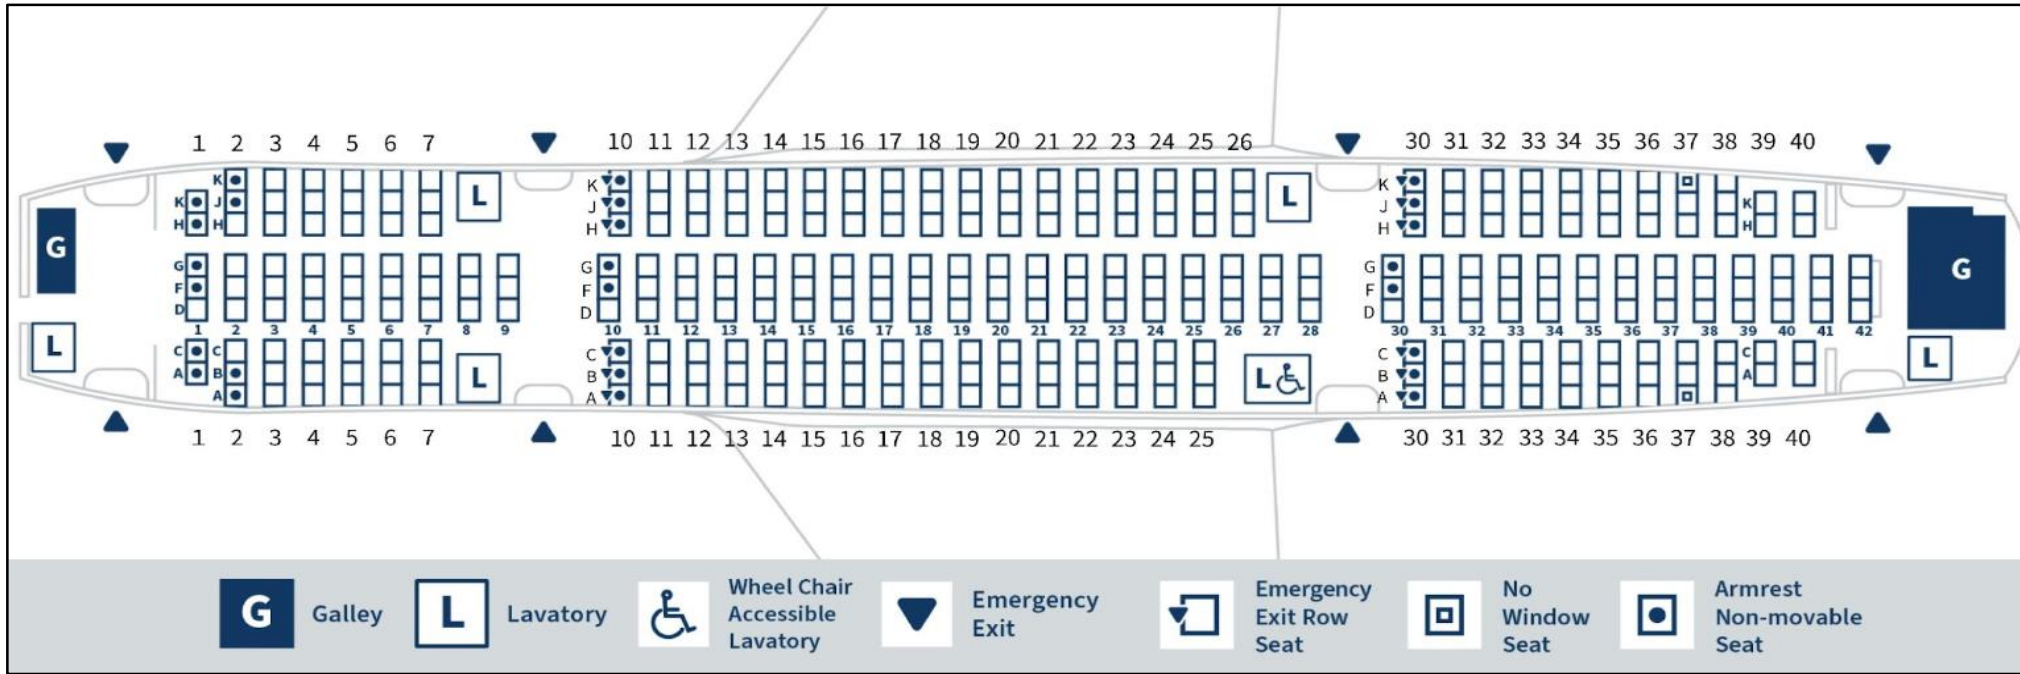 1 2 3 4 5 6 7 10 11 12 13 14 15 16 17 18 19 20 21 22 23 24 25 26 30 31 32 33 34 35 36 37 38 39 40
K K K
K J L J L J K
H H H H H
G
G G G G
F F F
D D D
1 2 3 4 5 6 7 8 9 10 11 12 13 14 15 16 17 18 19 20 21 22 23 24 25 26 27 28 30 31 32 33 34 35 36 37 38 39 40 41 42
L
C C C C C L
A B L B L B A
A A A
1 2 3 4 5 6 7 10 11 12 13 14 15 16 17 18 19 20 21 22 23 24 25 30 31 32 33 34 35 36 37 38 39 40
G Galley
L Lavatory
Wheel Chair
Accessible
Lavatory
Emergency
Exit
Emergency
Exit Row
Seat
No
Window
Seat
Armrest
Non-movable
Seat